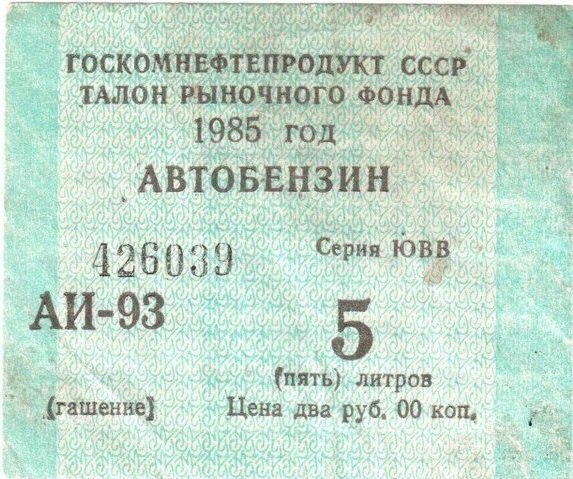 ГОСКОМНЕФТЕПРОДУКТ СССР
ТАЛОН РЫНОЧНОГО ФОНДА
1985 год
АВТОБЕНЗИН
426039
Серия ЮВВ
АИ-93
5
(пять) литров
(гашение]
Цена два руб. 00 коп.